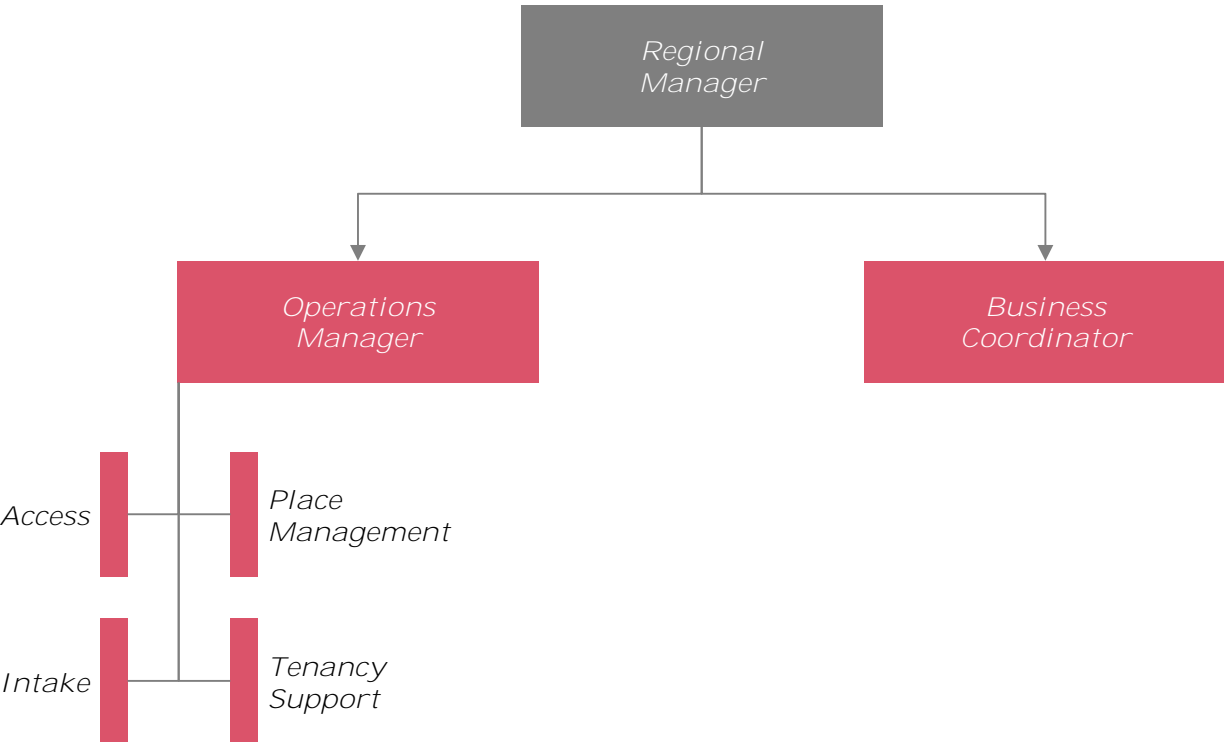 Regional
Manager
Operations
Manager
Business
Coordinator
Access
Place
Management
Intake
Tenancy
Support